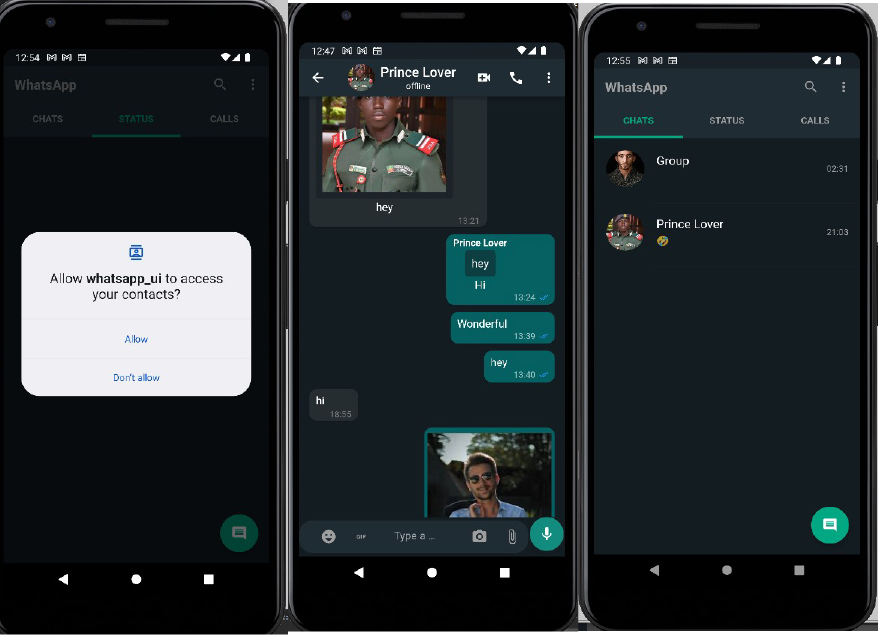 12:54
WhatsApp
CHATS STATUS CALLS
Allow whatsapp_ui to access
your contacts?
Allow
Don't allow
12:47
Prince Lover
offline
hey
13:21
Prince Lover
hey
Hi
13:24
Wonderful
13:39
hey
13:40
hi
18:55
GIF Type a ...
12:55
WhatsApp
CHATS STATUS CALLS
Group
02:31
Prince Lover
21:03